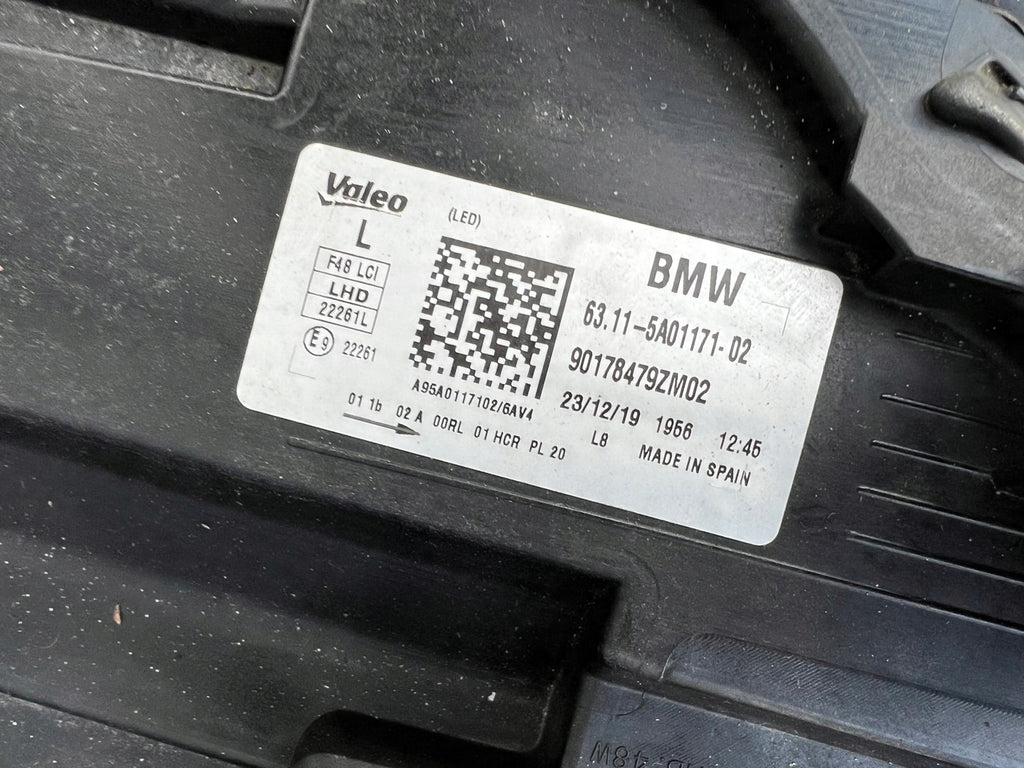 Valeo
L
(LED)
F48 LCI
LHD
22261L
E9 22261
A95A0117102/6AV4
01 1b 02 A 00RL 01 HCR PL 20
BMW
63.11-5A01171-02
90178479ZM02
23/12/19 1956 12:45
L8 MADE IN SPAIN